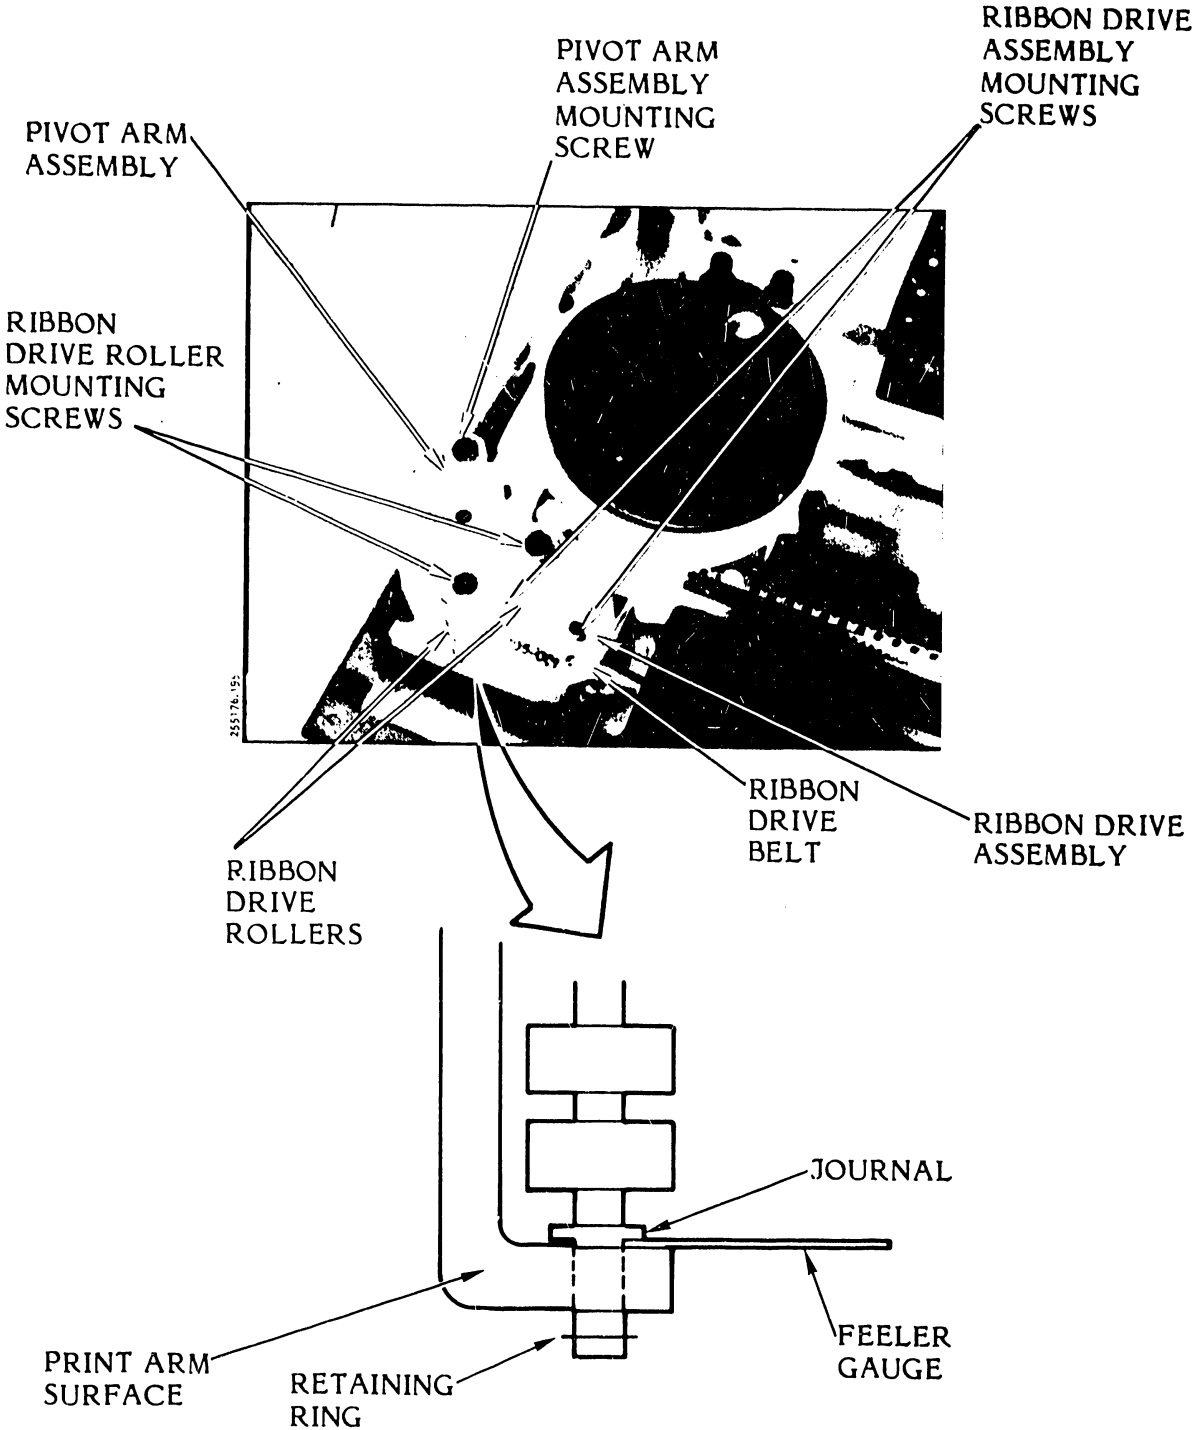 RIBBON DRIVE
ASSEMBLY
MOUNTING
SCREWS
PIVOT ARM
ASSEMBLY
MOUNTING
SCREW
PIVOT ARM
ASSEMBLY
RIBBON
DRIVE ROLLER
MOUNTING
SCREWS
255176.195
RIBBON
DRIVE
BELT
RIBBON DRIVE
ASSEMBLY
RIBBON
DRIVE
ROLLERS
JOURNAL
FEELER
GAUGE
PRINT ARM
SURFACE
RETAINING
RING